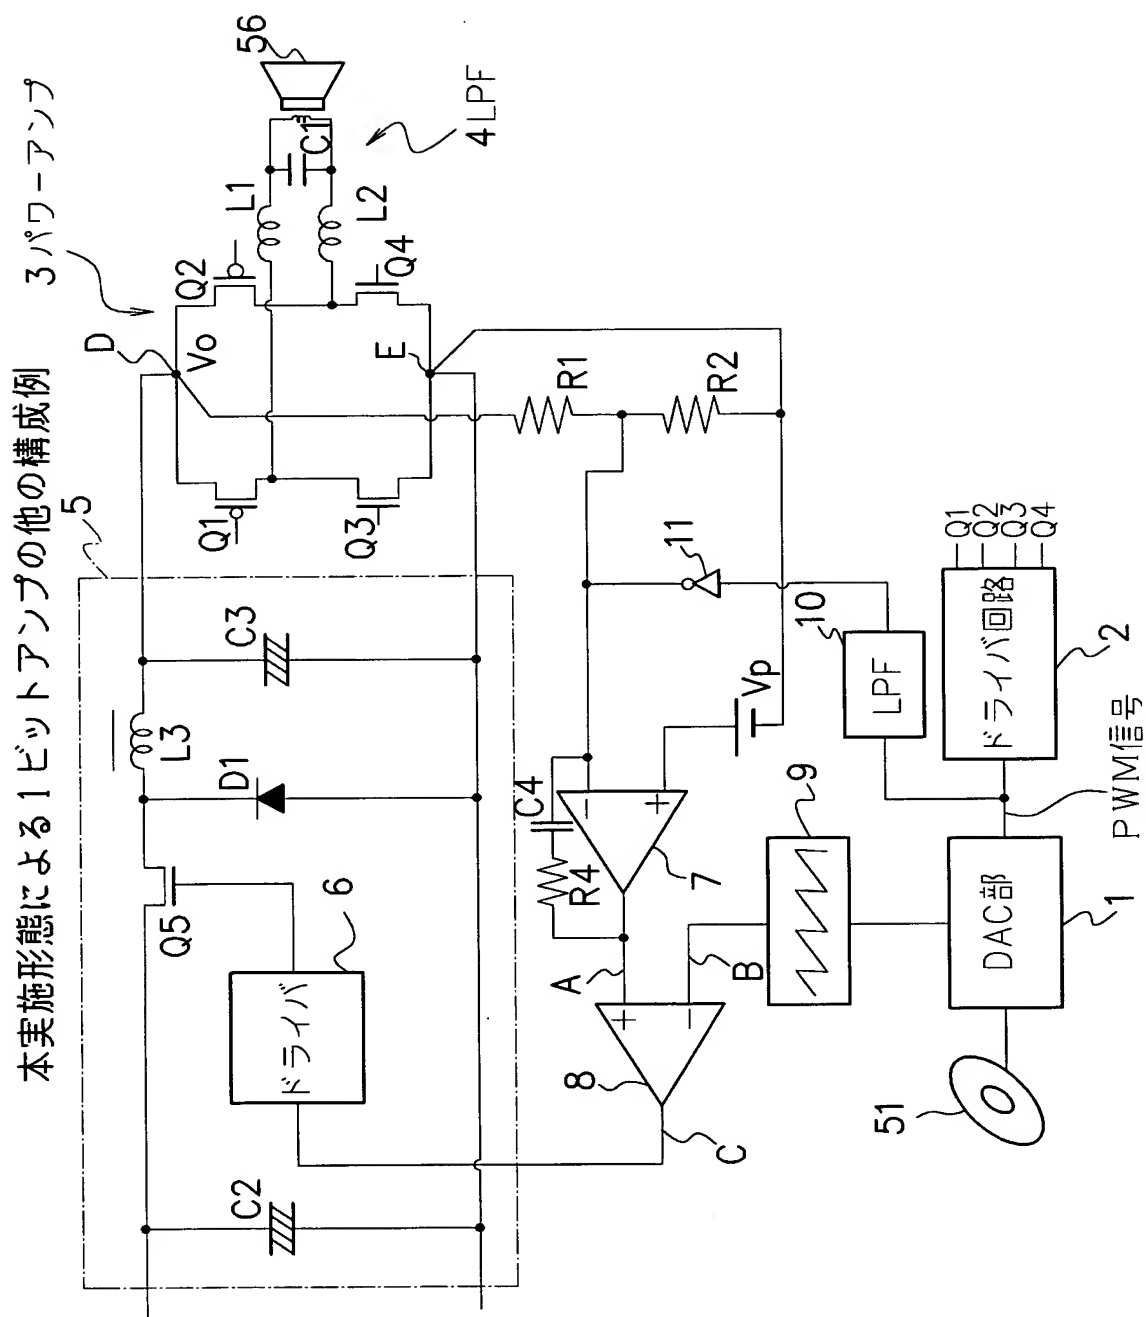 本実施形態による1ビットアンプの他の構成例
3パワーアンプ
5
D
Vo
E
Q1
Q2
Q3
Q4
L1
L2
C1
56
4LPF
C2
C3
L3
D1
Q5
ドライバ
6
R1
R2
11
10
LPF
Vp
C4
R4
7
A
B
8
C
9
51
DAC部
1
PWM信号
ドライバ回路
2
Q1
Q2
Q3
Q4